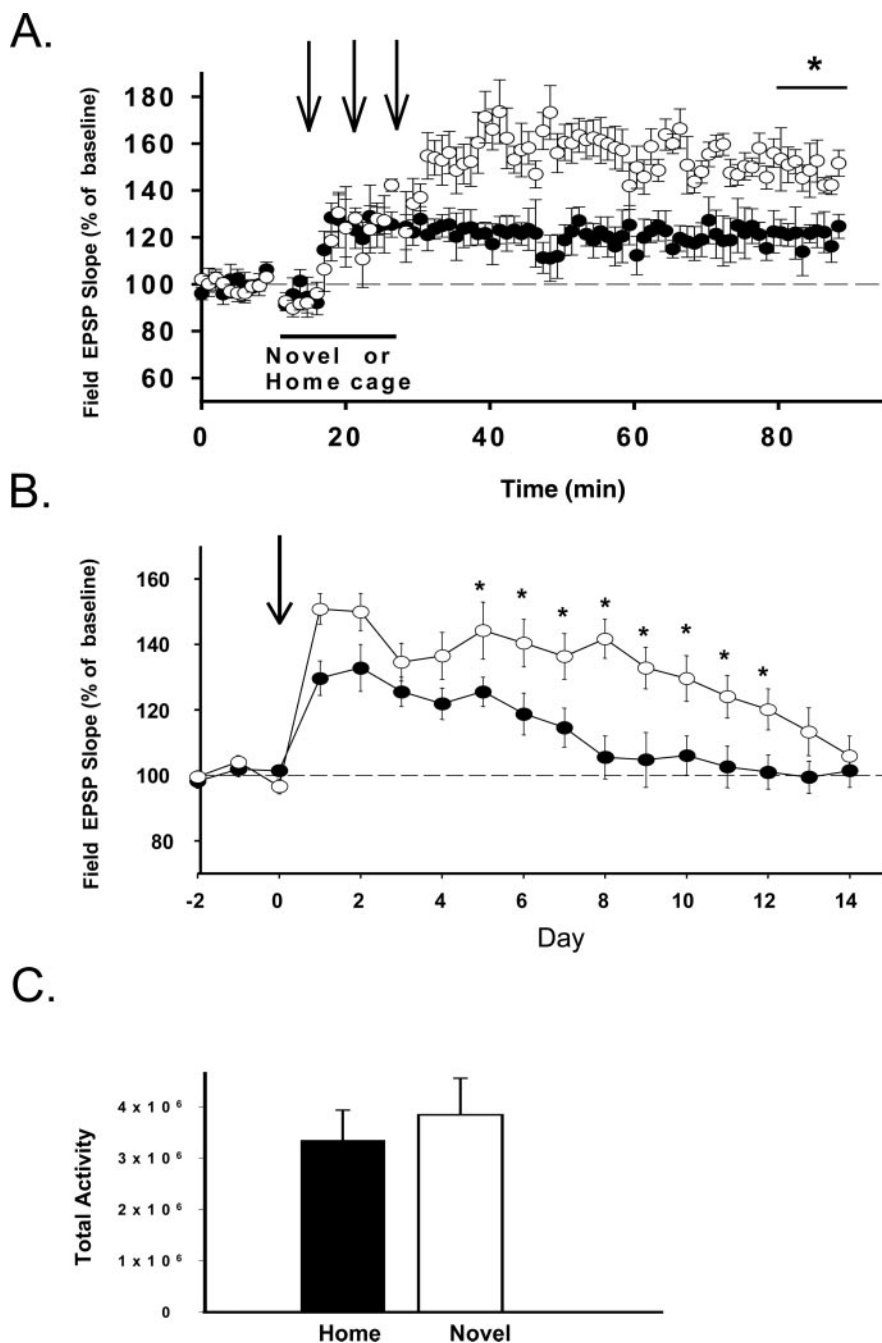 A.
*
Field EPSP Slope (% of baseline)
180
160
140
120
100
80
60
Novel or
Home cage
0 20 40 60 80
Time (min)
B.
Field EPSP Slope (% of baseline)
160
140
120
100
80
* * * * * * * *
-2 0 2 4 6 8 10 12 14
Day
C.
Total Activity
4 x 10 6
3 x 10 6
2 x 10 6
1 x 10 6
0
Home Novel